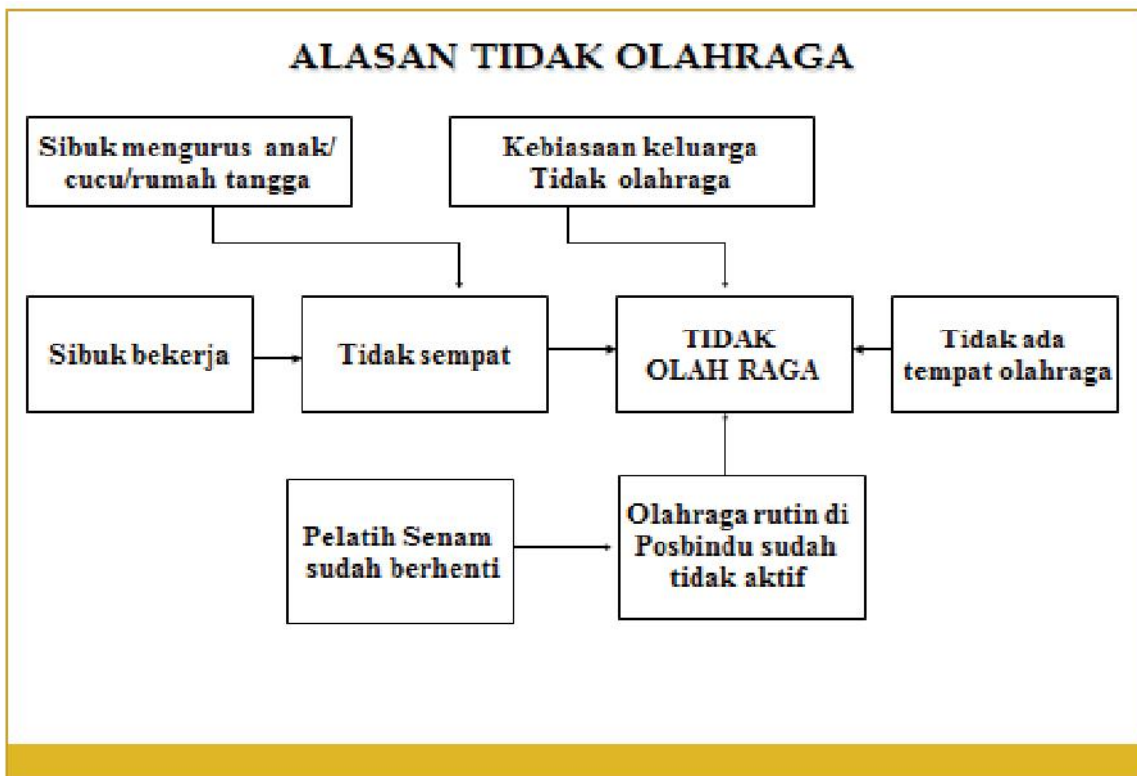 ALASAN TIDAK OLAHRAGA
Sibuk mengurus anak/
cucu/rumah tangga
Kebiasaan keluarga
Tidak olahraga
Sibuk bekerja
Tidak sempat
TIDAK
OLAH RAGA
Tidak ada
tempat olahraga
Pelatih Senam
sudah berhenti
Olahraga rutin di
Posbindu sudah
tidak aktif